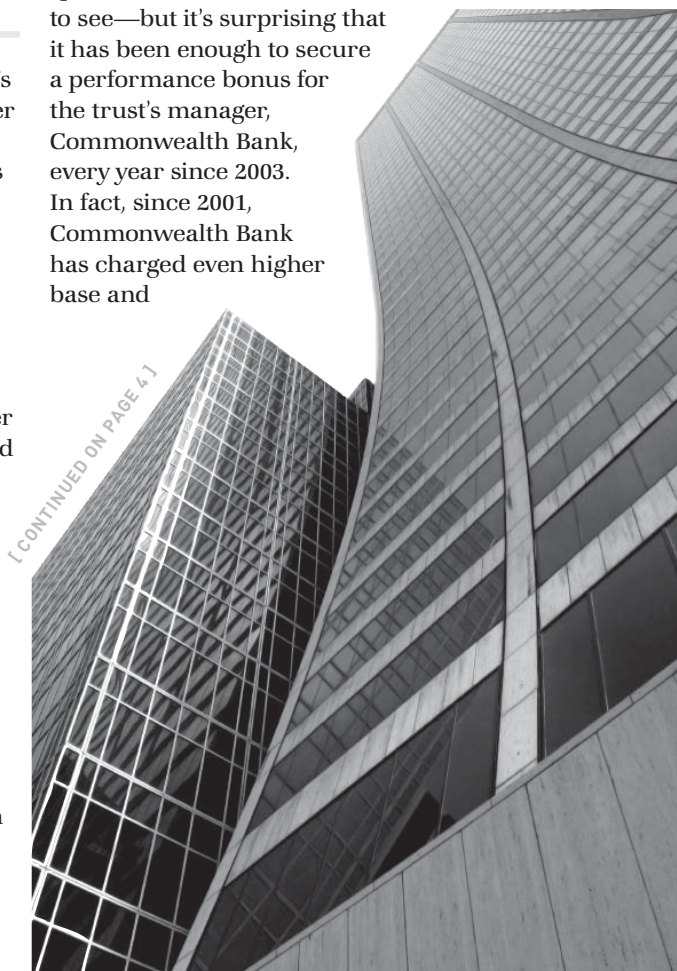 to see—but it's surprising that
it has been enough to secure
a performance bonus for
the trust's manager,
Commonwealth Bank,
every year since 2003.
In fact, since 2001,
Commonwealth Bank
has charged even higher
base and
[ CONTINUED ON PAGE 4 ]